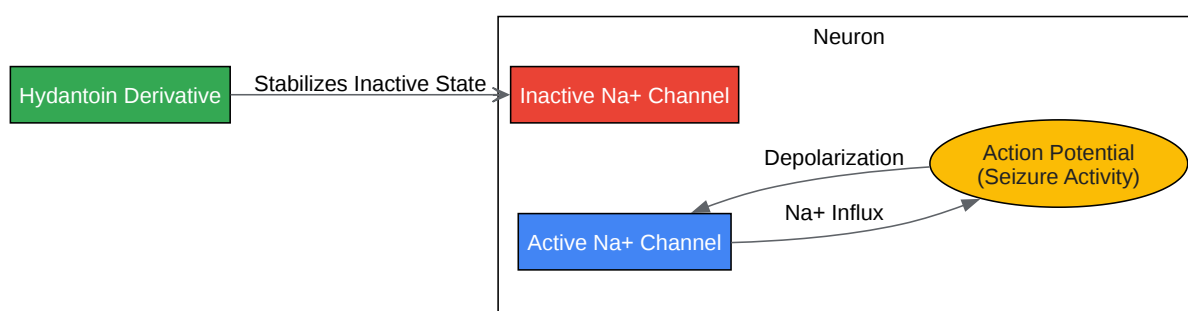 Neuron
Hydantoin Derivative
Stabilizes Inactive State
Inactive Na+ Channel
Depolarization
Action Potential
(Seizure Activity)
Na+ Influx
Active Na+ Channel